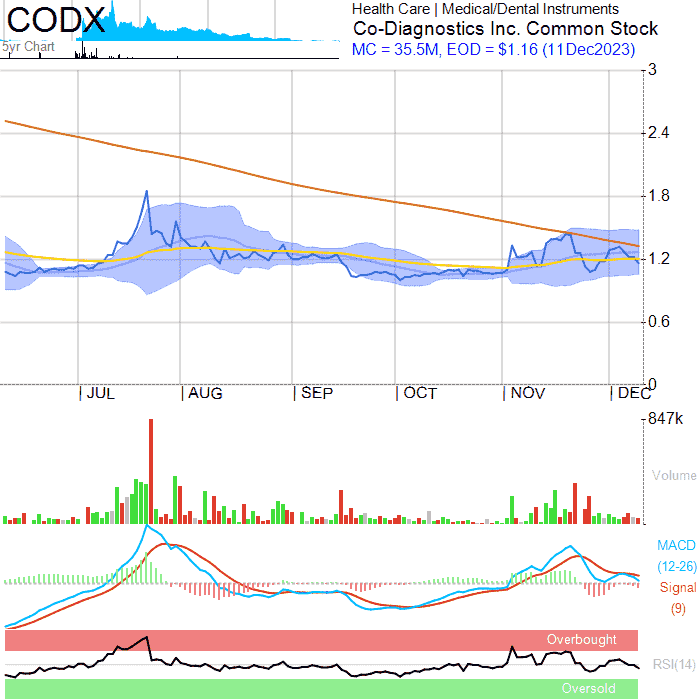 CODX
5yr Chart
Health Care | Medical/Dental Instruments
Co-Diagnostics Inc. Common Stock
MC = 35.5M, EOD = $1.16 (11Dec2023)
3
2.4
1.8
1.2
0.6
0
JUL AUG SEP OCT NOV DEC
847k
Volume
MACD
(12-26)
Signal
(9)
Overbought
RSI(14)
Oversold